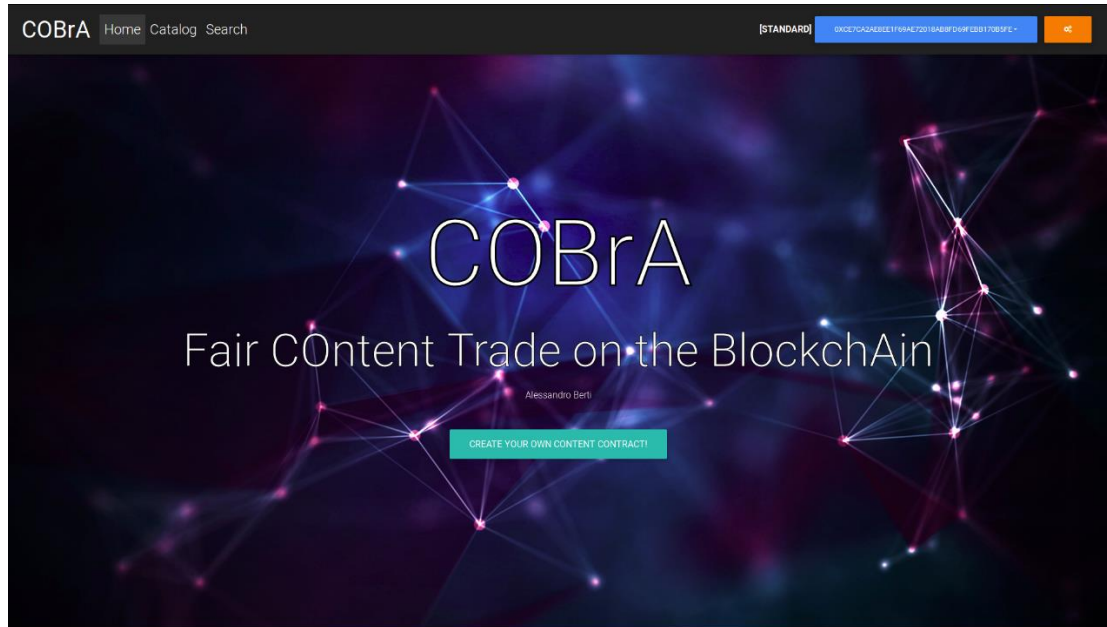 COBrA Home Catalog Search
[STANDARD]
COBrA
Fair COntent Trade on the BlockchAin
Alessandro Berti
CREATE YOUR OWN CONTENT CONTRACT!